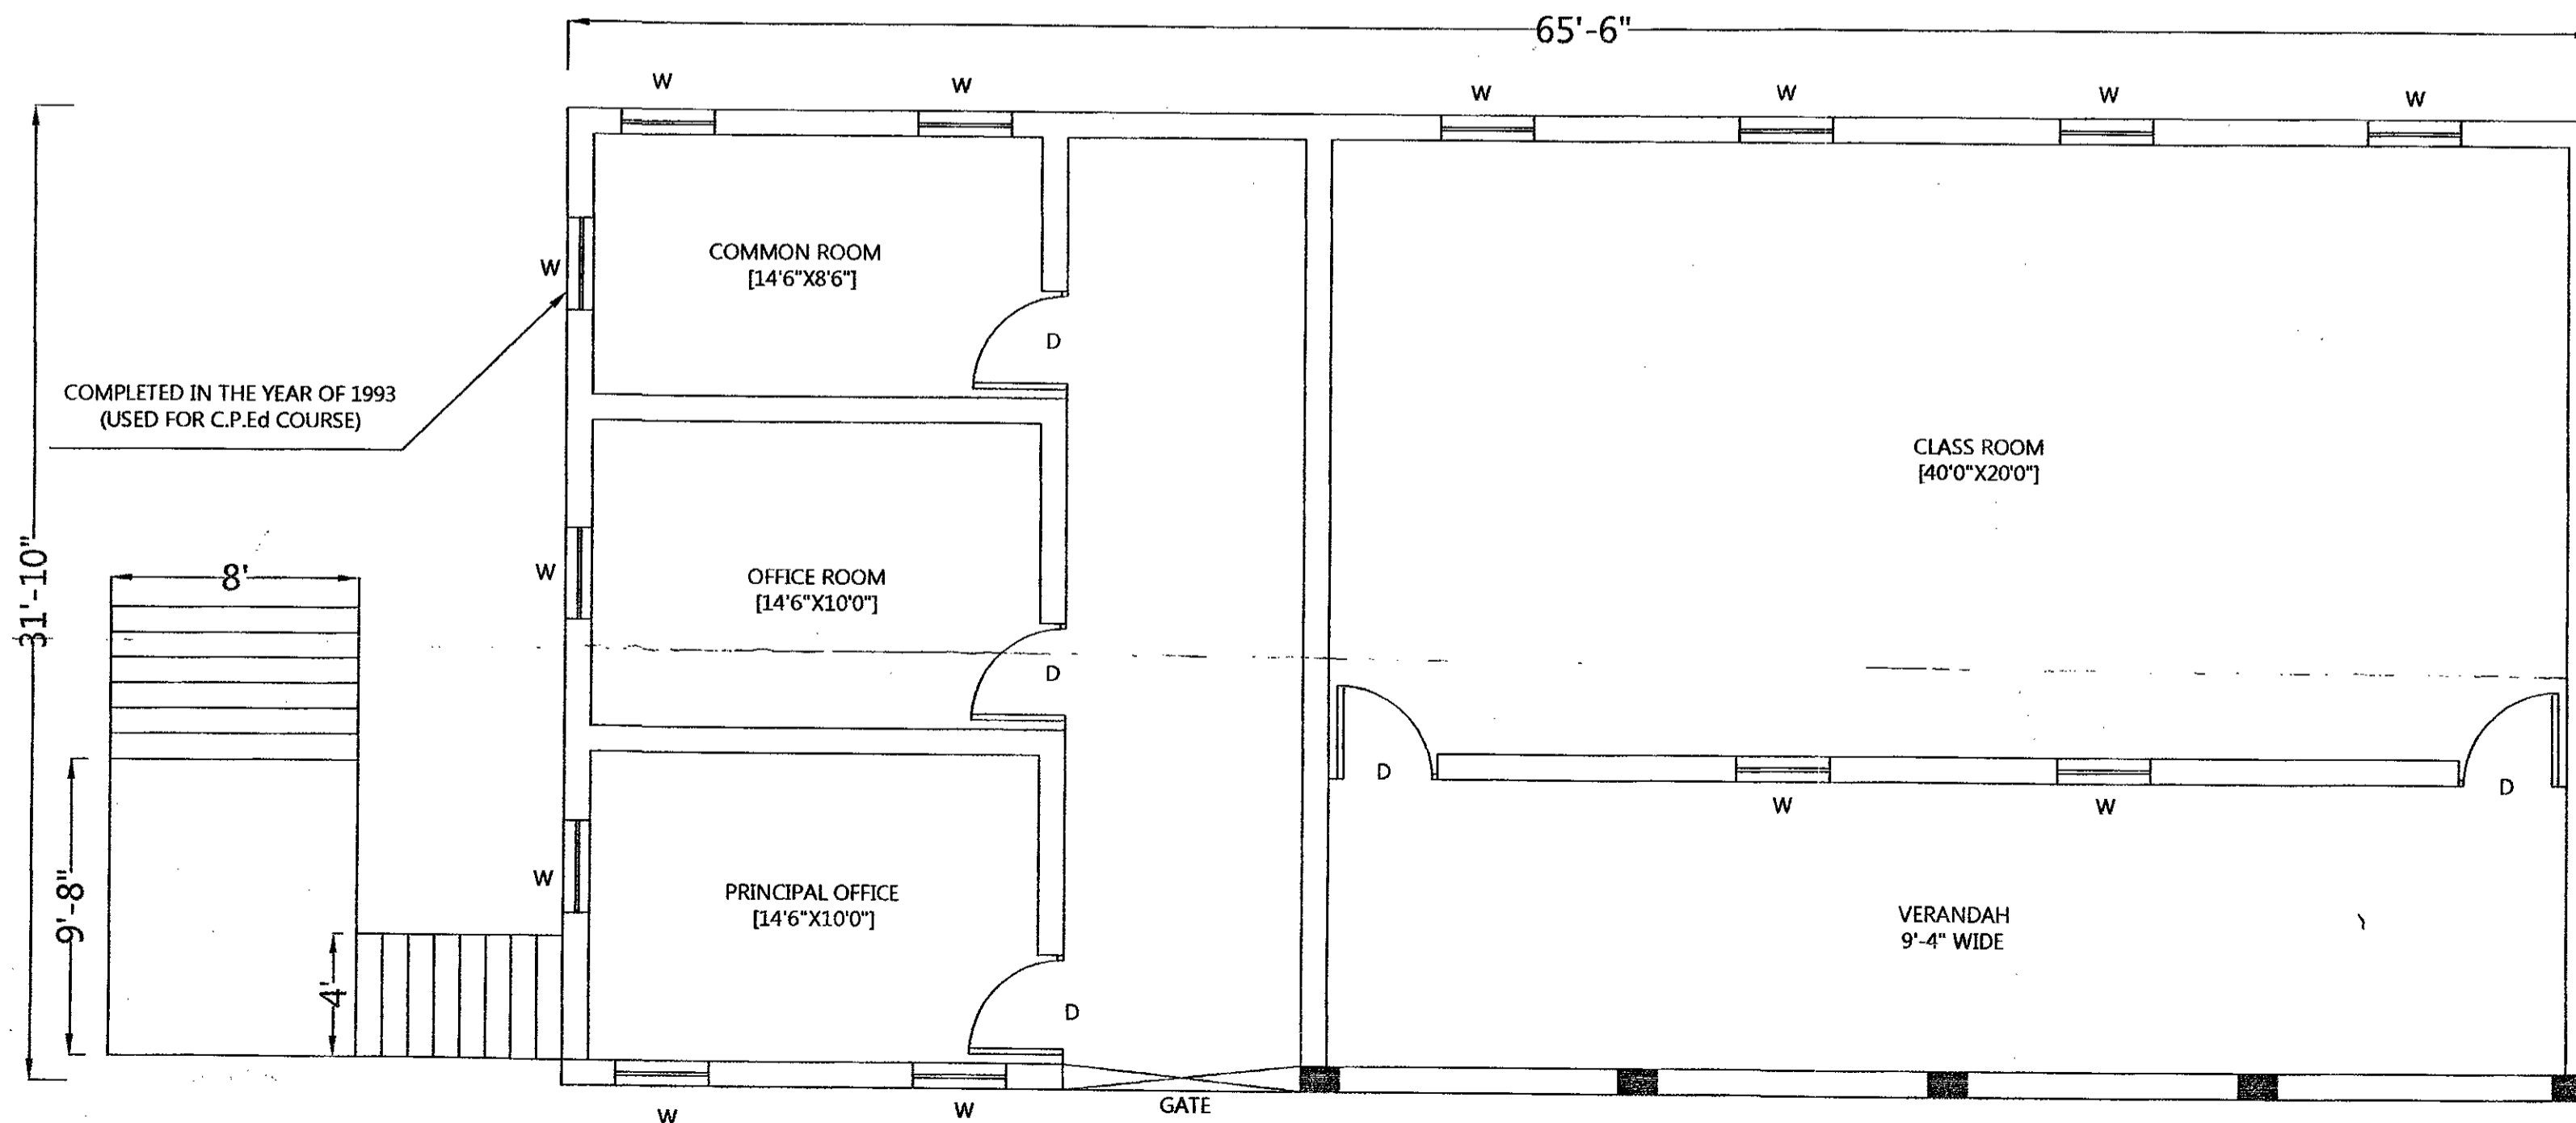 65'-6"
W
W
W
W
W
W
COMMON ROOM
[14'6"X8'6"]
W
D
COMPLETED IN THE YEAR OF 1993
(USED FOR C.P.Ed COURSE)
CLASS ROOM
[40'0"X20'0"]
31'-10"
8'
W
OFFICE ROOM
[14'6"X10'0"]
D
D
D
W
W
9'-8"
W
PRINCIPAL OFFICE
[14'6"X10'0"]
VERANDAH
9'-4" WIDE
4'
D
W
W
GATE